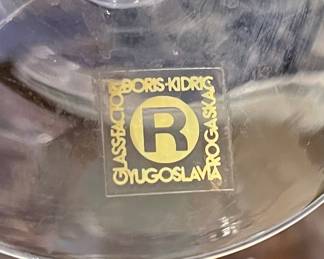 BORIS·KIDRIC
ROGASKA
YUGOSLAVIA
GLASSFACTORY
R